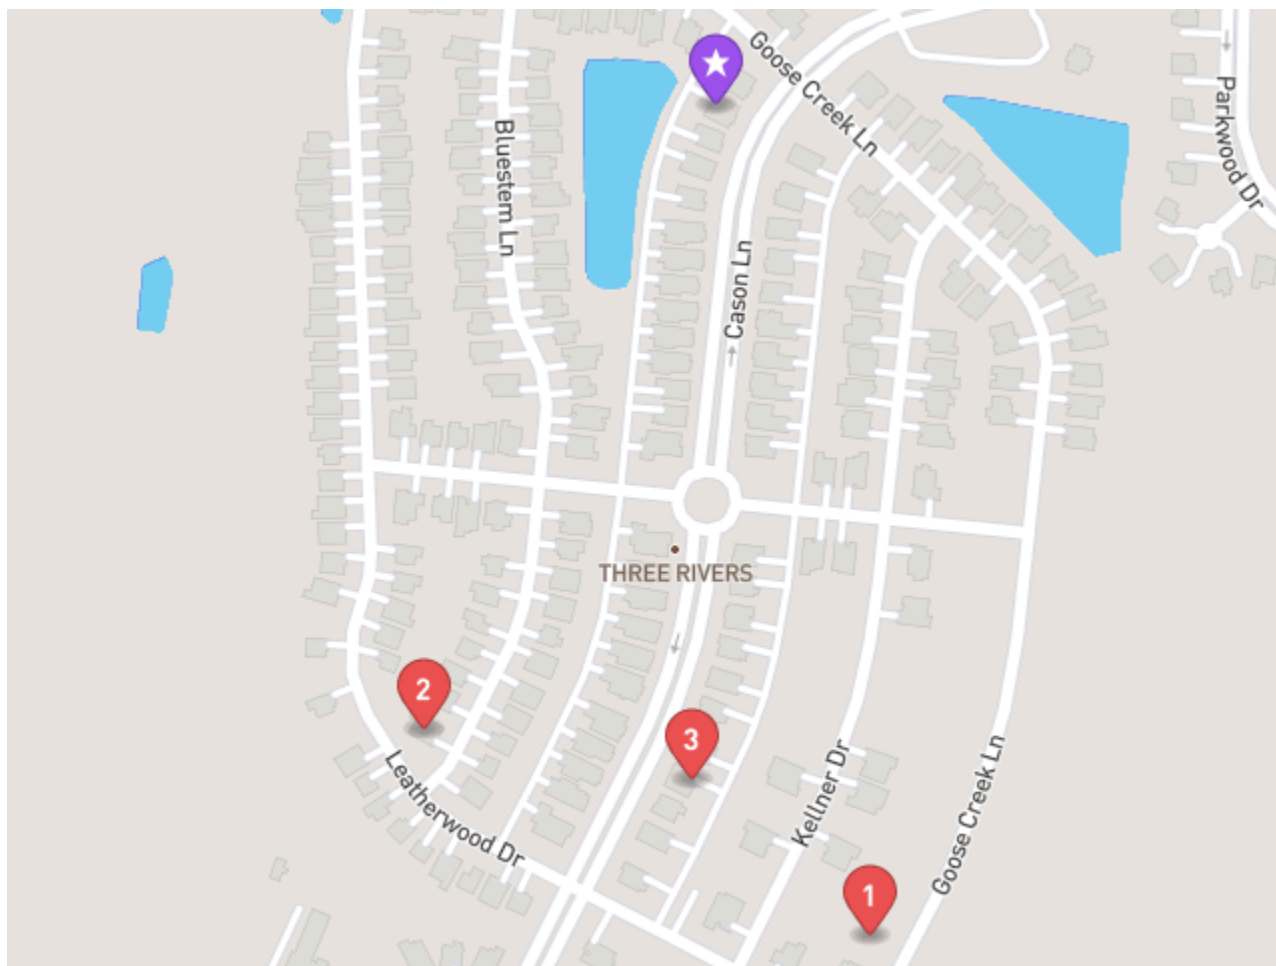 Goose Creek Ln
Parkwood Dr
Bluestem Ln
Cason Ln
THREE RIVERS
2
3
Leatherwood Dr
Kellner Dr
Goose Creek Ln
1